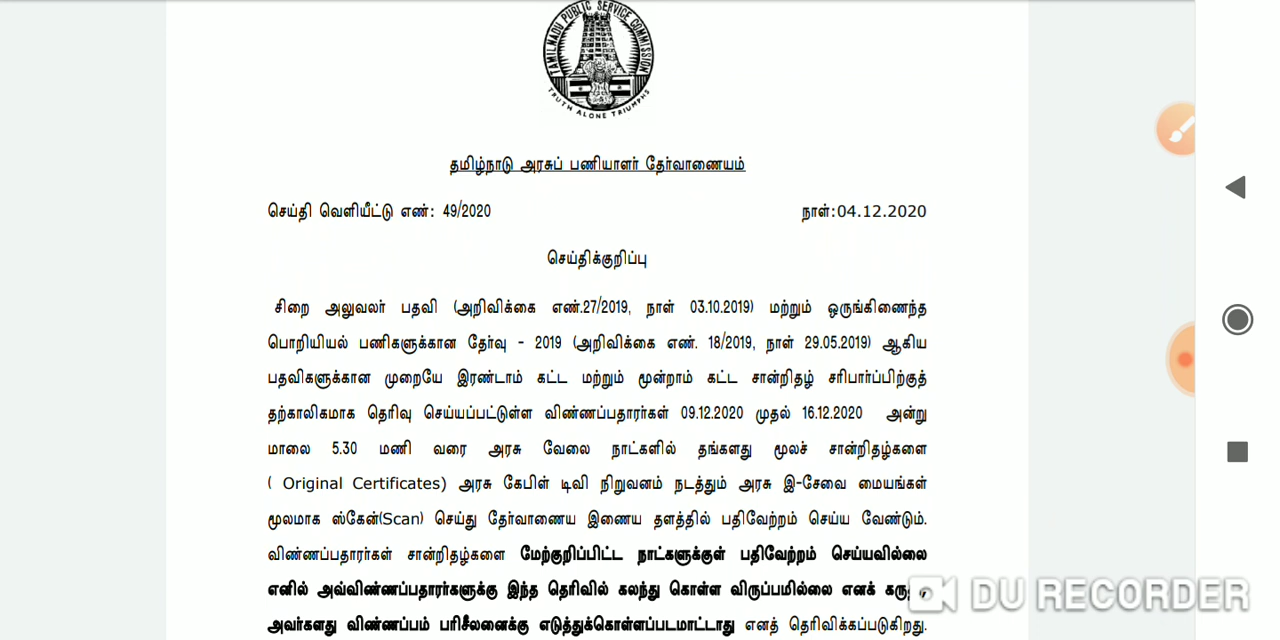 TAMILNADU PUBLIC SERVICE COMMISSION
TRUTH ALONE TRIUMPHS
தமிழ்நாடு அரசுப் பணியாளர் தேர்வாணையம்
செய்தி வெளியீட்டு எண்: 49/2020 நாள்:04.12.2020
செய்திக்குறிப்பு
சிறை அலுவலர் பதவி (அறிவிக்கை எண்.27/2019, நாள் 03.10.2019) மற்றும் ஒருங்கிணைந்த
பொறியியல் பணிகளுக்கான தேர்வு - 2019 (அறிவிக்கை எண். 18/2019, நாள் 29.05.2019) ஆகிய
பதவிகளுக்கான முறையே இரண்டாம் கட்ட மற்றும் மூன்றாம் கட்ட சான்றிதழ் சரிபார்ப்பிற்குத்
தற்காலிகமாக தெரிவு செய்யப்பட்டுள்ள விண்ணப்பதாரர்கள் 09.12.2020 முதல் 16.12.2020 அன்று
மாலை 5.30 மணி வரை அரசு வேலை நாட்களில் தங்களது மூலச் சான்றிதழ்களை
( Original Certificates) அரசு கேபிள் டிவி நிறுவனம் நடத்தும் அரசு இ-சேவை மையங்கள்
மூலமாக ஸ்கேன்(Scan) செய்து தேர்வாணைய இணைய தளத்தில் பதிவேற்றம் செய்ய வேண்டும்.
விண்ணப்பதாரர்கள் சான்றிதழ்களை மேற்குறிப்பிட்ட நாட்களுக்குள் பதிவேற்றம் செய்யவில்லை
எனில் அவ்விண்ணப்பதாரர்களுக்கு இந்த தெரிவில் கலந்து கொள்ள விருப்பமில்லை எனக்
அவர்களது விண்ணப்பம் பரிசீலனைக்கு எடுத்துக்கொள்ளப்படமாட்டாது எனத் தெரிவிக்கப்படுகிறது.
DU RECORDER